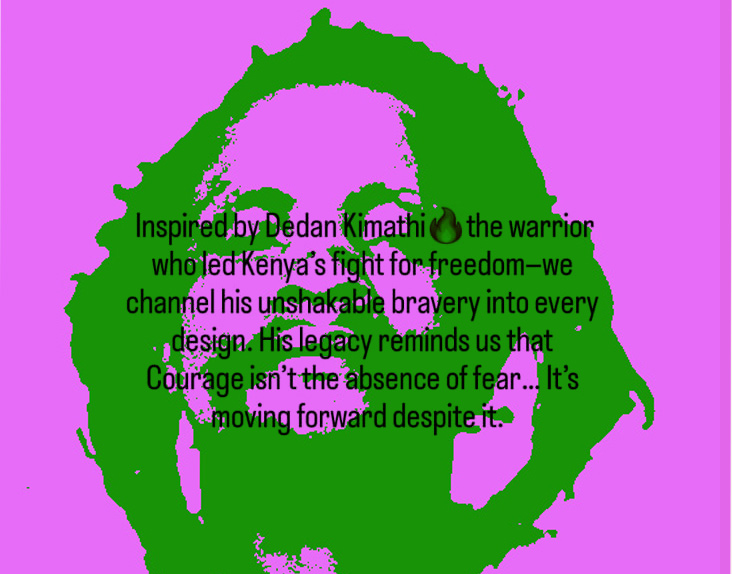 Inspired by Dedan Kimathi🔥the warrior
who led Kenya’s fight for freedom—we
channel his unshakable bravery into every
design. His legacy reminds us that
Courage isn’t the absence of fear... It’s
moving forward despite it.